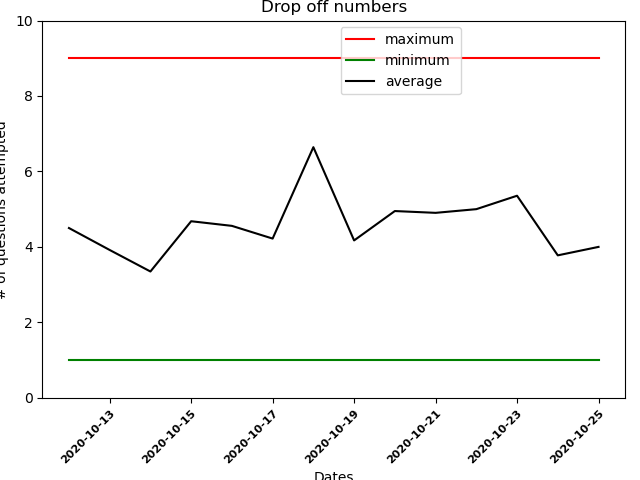 Drop off numbers
10
maximum
minimum
average
8
6
4
2
0
# of questions attempted
2020-10-13
2020-10-15
2020-10-17
2020-10-19
2020-10-21
2020-10-23
2020-10-25
Dates